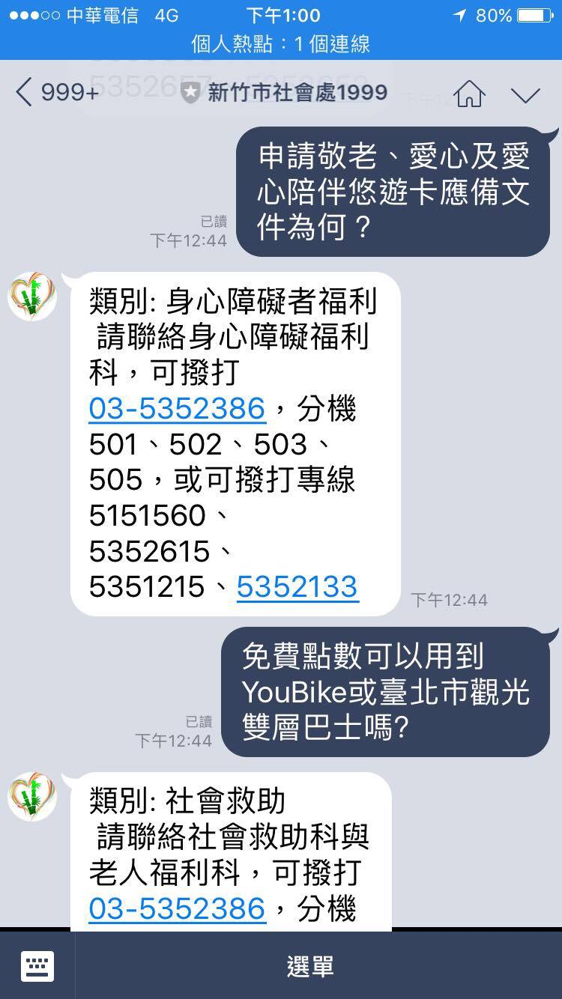 中華電信 4G 下午1:00 80%
個人熱點：1 個連線
999+ 新竹市社會處1999
申請敬老、愛心及愛
心陪伴悠遊卡應備文
件為何？
已讀
下午12:44
類別: 身心障礙者福利
請聯絡身心障礙福利
科，可撥打
03-5352386，分機
501、502、503、
505，或可撥打專線
5151560、
5352615、
5351215、5352133
下午12:44
免費點數可以用到
YouBike或臺北市觀光
雙層巴士嗎?
已讀
下午12:44
類別: 社會救助
請聯絡社會救助科與
老人福利科，可撥打
03-5352386，分機
選單